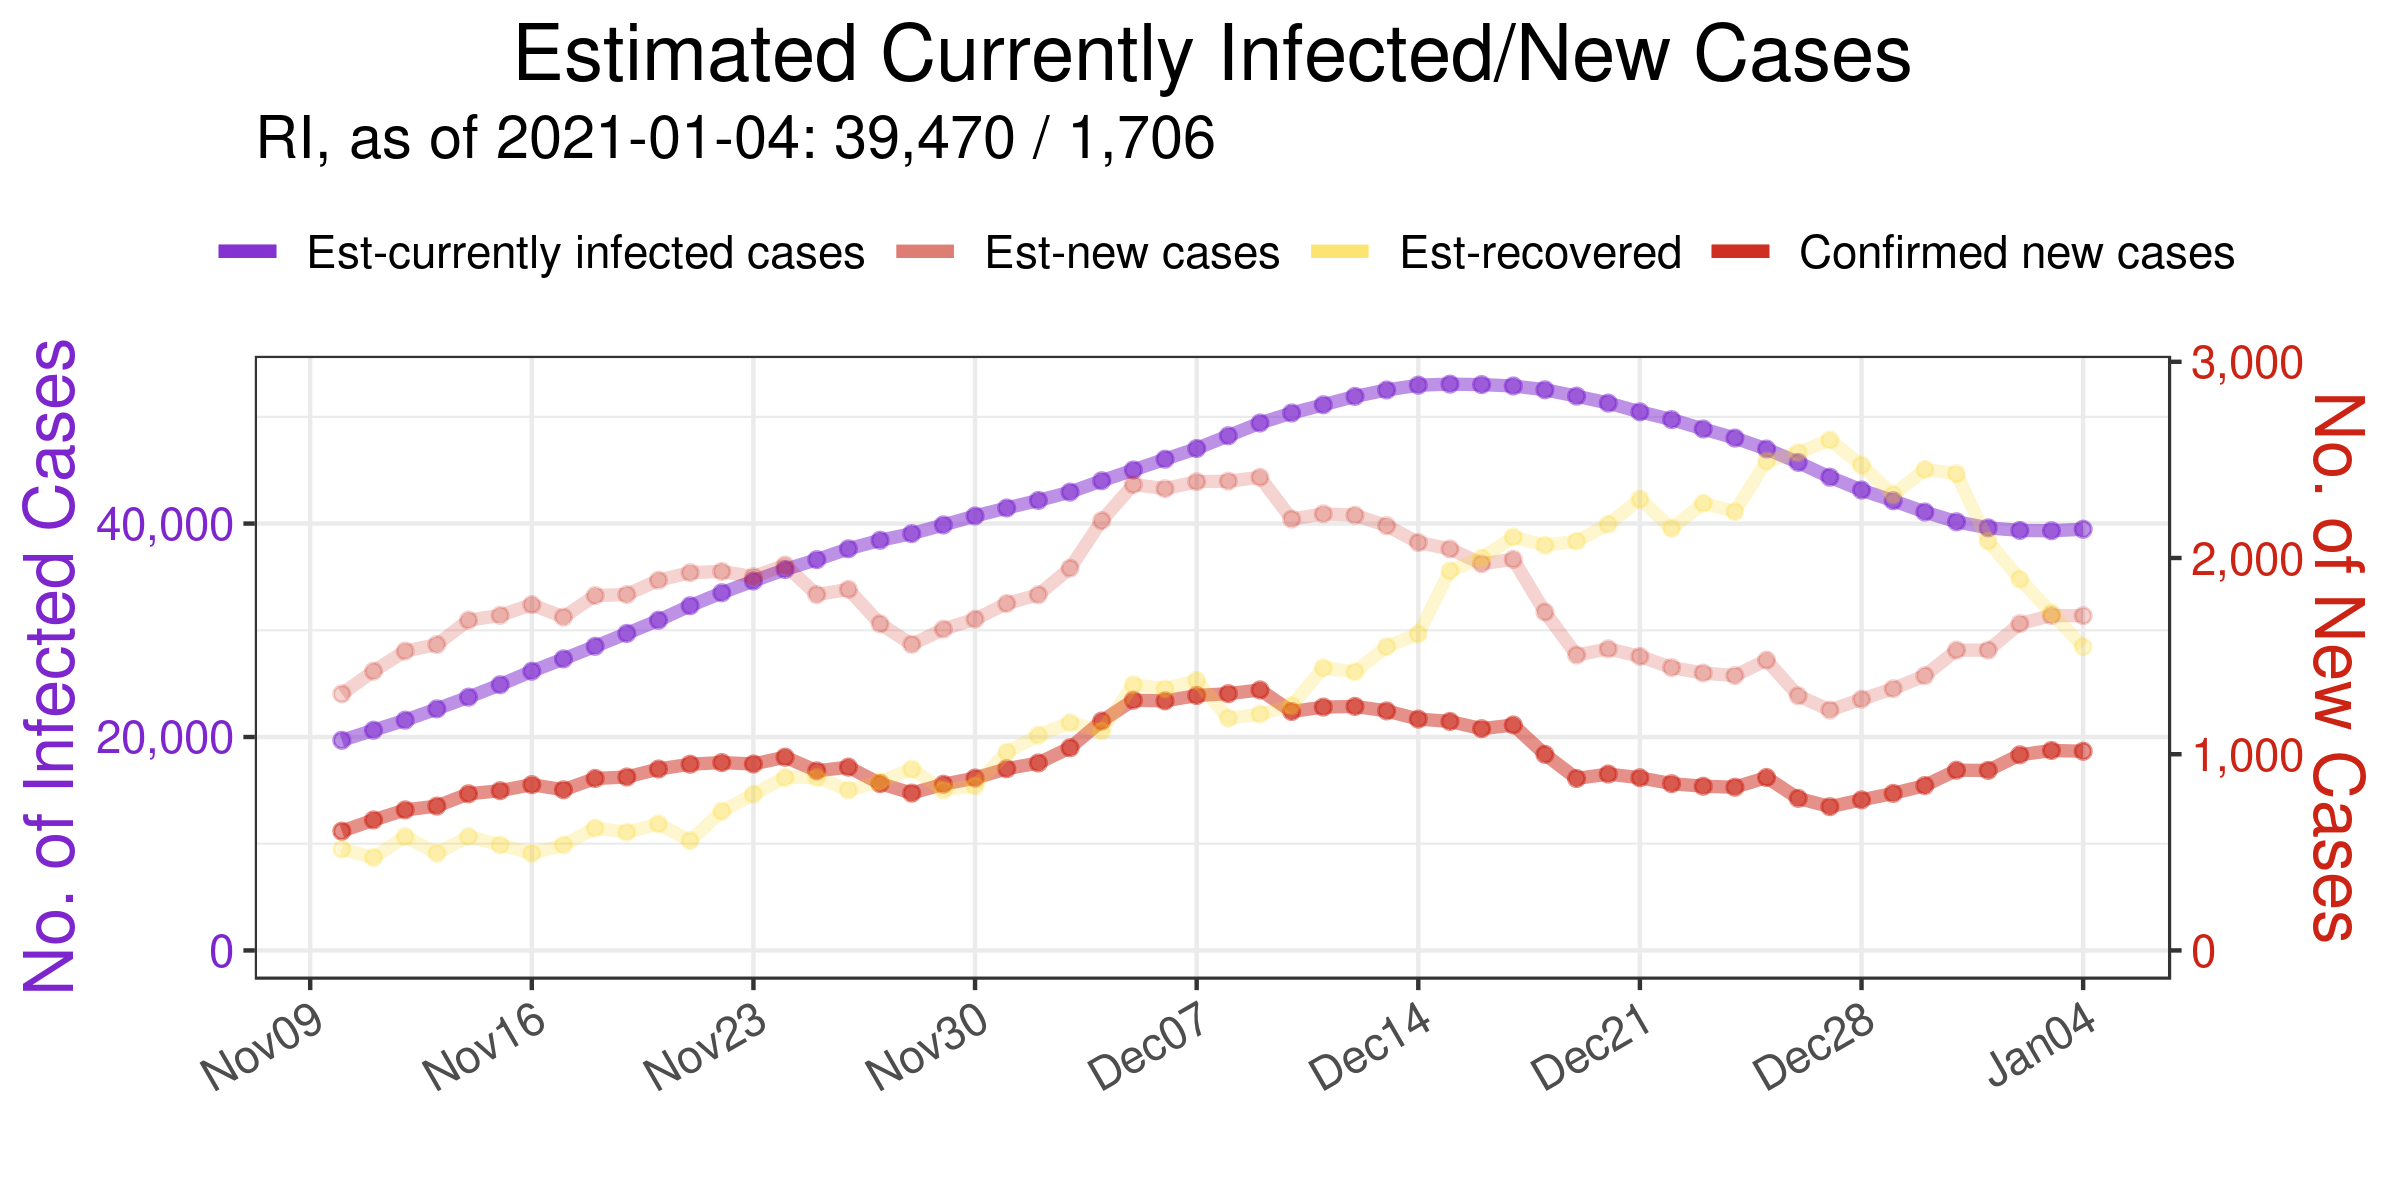 Estimated Currently Infected/New Cases
RI, as of 2021-01-04: 39,470 / 1,706
Est-currently infected cases Est-new cases Est-recovered Confirmed new cases
No. of Infected Cases
40,000
20,000
0
3,000
2,000
1,000
0
No. of New Cases
Nov09 Nov16 Nov23 Nov30 Dec07 Dec14 Dec21 Dec28 Jan04